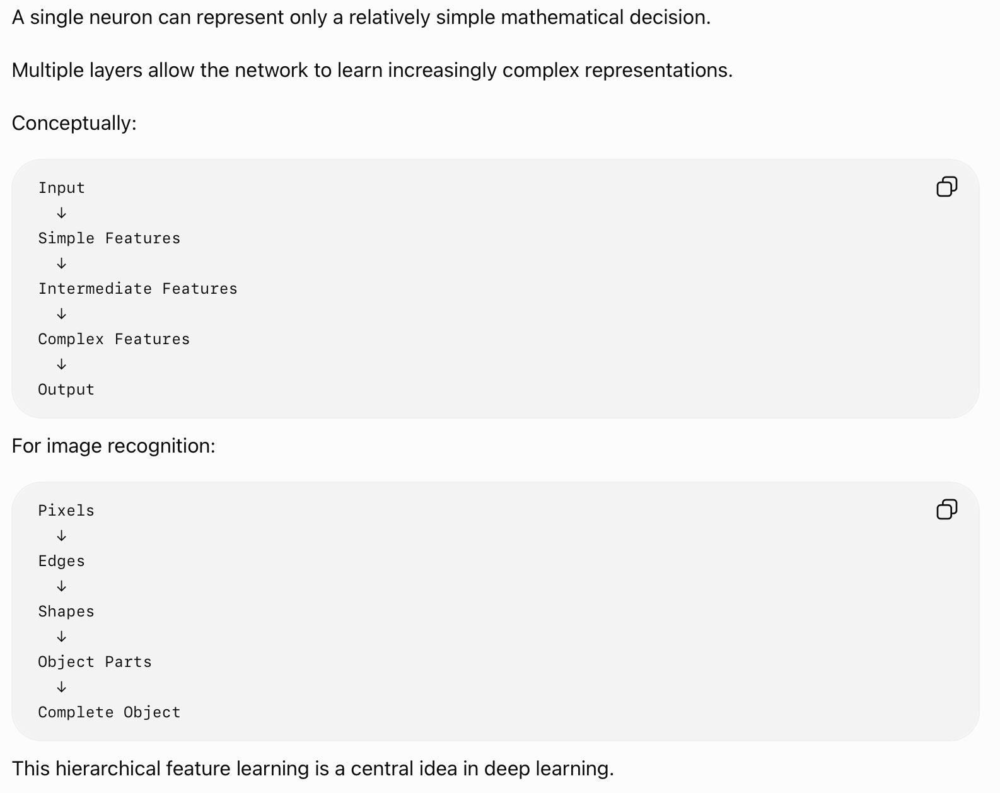 A single neuron can represent only a relatively simple mathematical decision.
Multiple layers allow the network to learn increasingly complex representations.
Conceptually:
Input
↓
Simple Features
↓
Intermediate Features
↓
Complex Features
↓
Output
For image recognition:
Pixels
↓
Edges
↓
Shapes
↓
Object Parts
↓
Complete Object
This hierarchical feature learning is a central idea in deep learning.